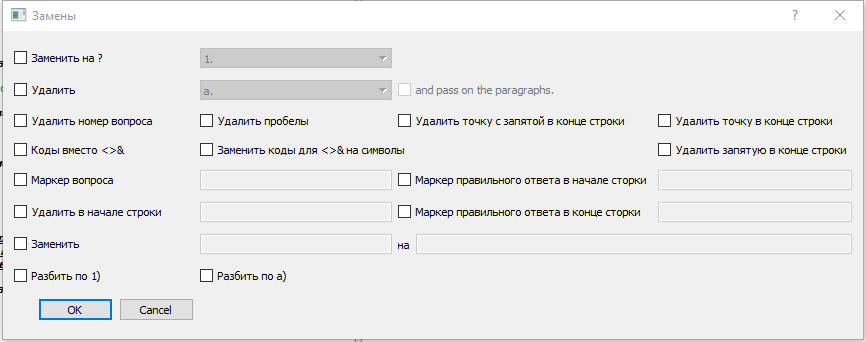 Замены
Заменить на ? 1.
Удалить a. and pass on the paragraphs.
Удалить номер вопроса Удалить пробелы Удалить точку с запятой в конце строки Удалить точку в конце строки
Коды вместо <>& Заменить коды для <>& на символы Удалить запятую в конце строки
Маркер вопроса Маркер правильного ответа в начале сторки
Удалить в начале строки Маркер правильного ответа в конце сторки
Заменить на
Разбить по 1) Разбить по a)
OK Cancel